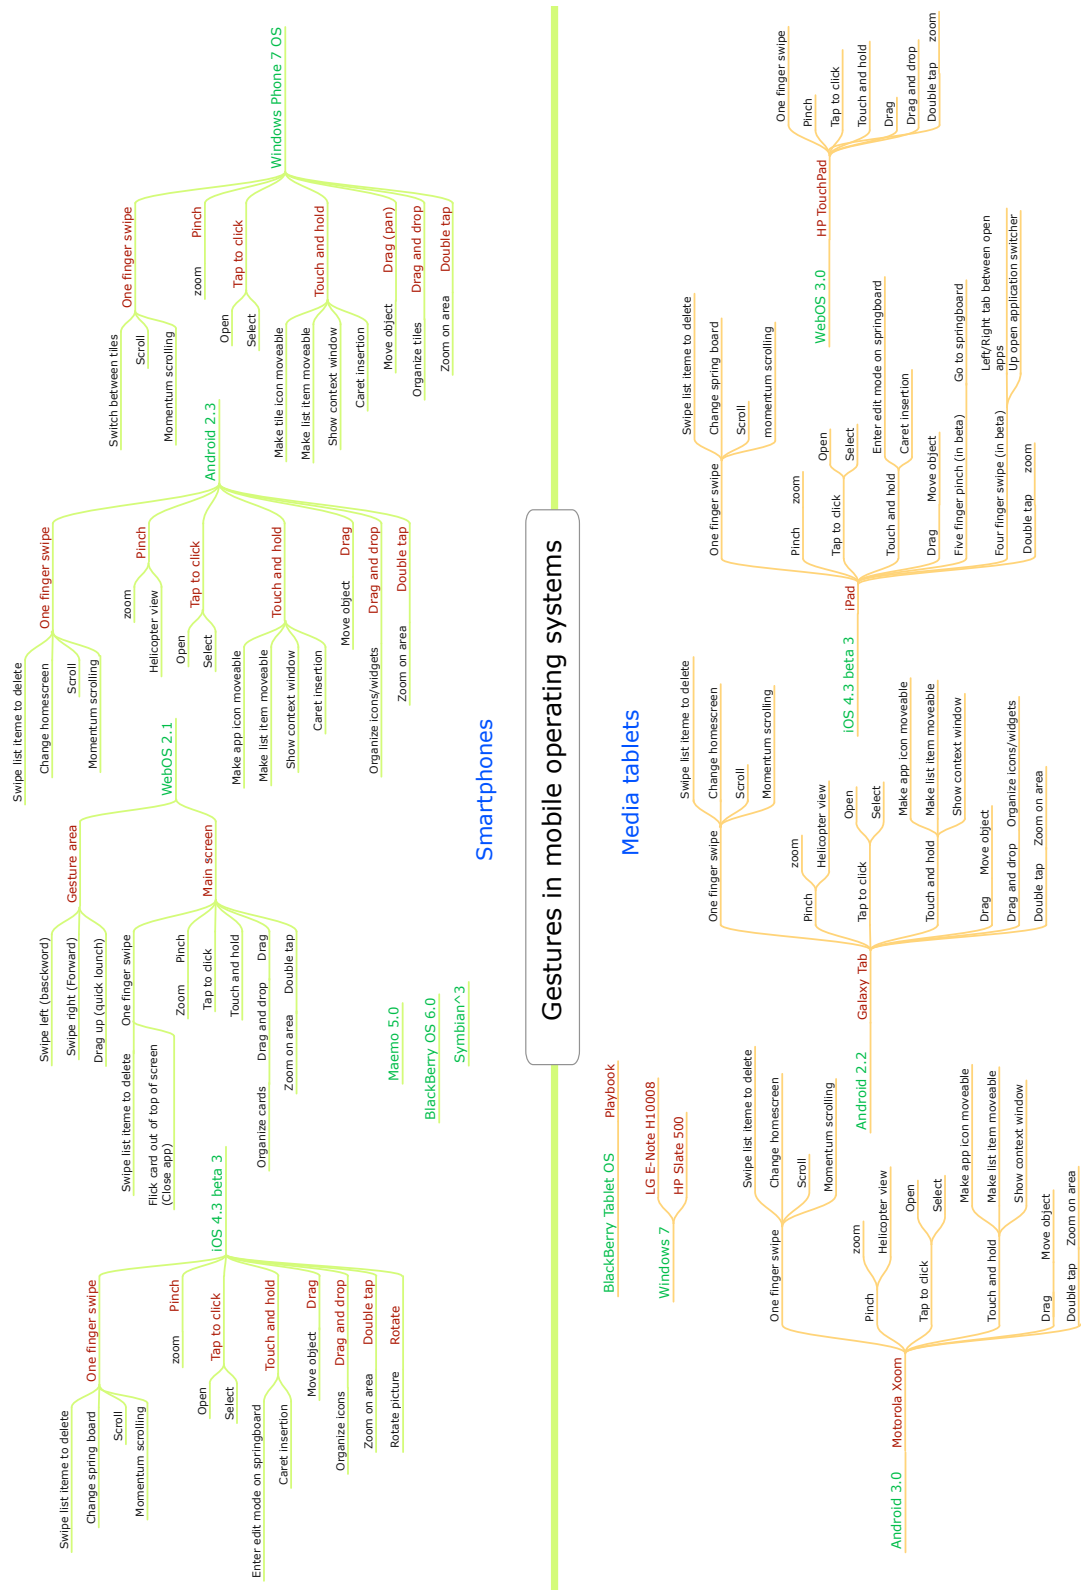 Gestures in mobile operating systems
Smartphones
iOS 4.3 beta 3
One finger swipe
Swipe list iteme to delete
Change spring board
Scroll
Momentum scrolling
Pinch
zoom
Tap to click
Open
Select
Touch and hold
Enter edit mode on springboard
Caret insertion
Drag
Move object
Drag and drop
Organize icons
Double tap
Zoom on area
Rotate
Rotate picture
WebOS 2.1
Gesture area
Swipe left (basckword)
Swipe right (Forward)
Drag up (quick lounch)
Main screen
One finger swipe
Swipe list iteme to delete
Flick card out of top of screen
(Close app)
Pinch
Zoom
Tap to click
Touch and hold
Drag
Drag and drop
Organize cards
Double tap
Zoom on area
Android 2.3
One finger swipe
Swipe list iteme to delete
Change homescreen
Scroll
Momentum scrolling
Pinch
zoom
Helicopter view
Tap to click
Open
Select
Touch and hold
Make app icon moveable
Make list item moveable
Show context window
Caret insertion
Drag
Move object
Drag and drop
Organize icons/widgets
Double tap
Zoom on area
Windows Phone 7 OS
One finger swipe
Switch between tiles
Scroll
Momentum scrolling
Pinch
zoom
Tap to click
Open
Select
Touch and hold
Make tile icon moveable
Make list item moveable
Show context window
Caret insertion
Drag (pan)
Move object
Drag and drop
Organize tiles
Double tap
Zoom on area
Maemo 5.0
BlackBerry OS 6.0
Symbian^3
Media tablets
BlackBerry Tablet OS
Playbook
Windows 7
LG E-Note H10008
HP Slate 500
Android 3.0
Motorola Xoom
One finger swipe
Swipe list iteme to delete
Change homescreen
Scroll
Momentum scrolling
Pinch
zoom
Helicopter view
Tap to click
Open
Select
Touch and hold
Make app icon moveable
Make list item moveable
Show context window
Drag
Move object
Double tap
Zoom on area
Android 2.2
Galaxy Tab
One finger swipe
Swipe list iteme to delete
Change homescreen
Scroll
Momentum scrolling
Pinch
zoom
Helicopter view
Tap to click
Open
Select
Touch and hold
Make app icon moveable
Make list item moveable
Show context window
Drag
Move object
Drag and drop
Organize icons/widgets
Double tap
Zoom on area
iOS 4.3 beta 3
iPad
One finger swipe
Swipe list iteme to delete
Change spring board
Scroll
momentum scrolling
Pinch
zoom
Tap to click
Open
Select
Touch and hold
Enter edit mode on springboard
Caret insertion
Drag
Move object
Five finger pinch (in beta)
Go to springboard
Four finger swipe (in beta)
Left/Right tab between open
apps
Up open application switcher
Double tap
zoom
WebOS 3.0
HP TouchPad
One finger swipe
Pinch
Tap to click
Touch and hold
Drag
Drag and drop
Double tap
zoom